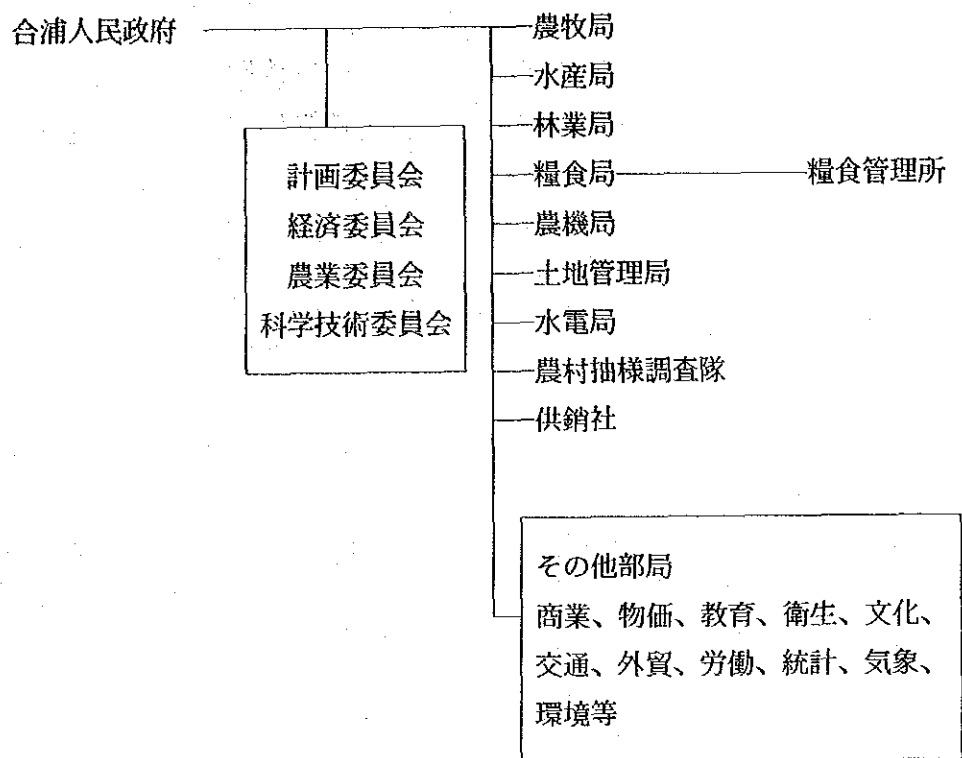 合浦人民政府
農牧局
水産局
林業局
糧食局 糧食管理所
農機局
土地管理局
水電局
農村抽様調査隊
供銷社
計画委員会
経済委員会
農業委員会
科学技術委員会
その他部局
商業、物価、教育、衛生、文化、
交通、外貿、労働、統計、気象、
環境等